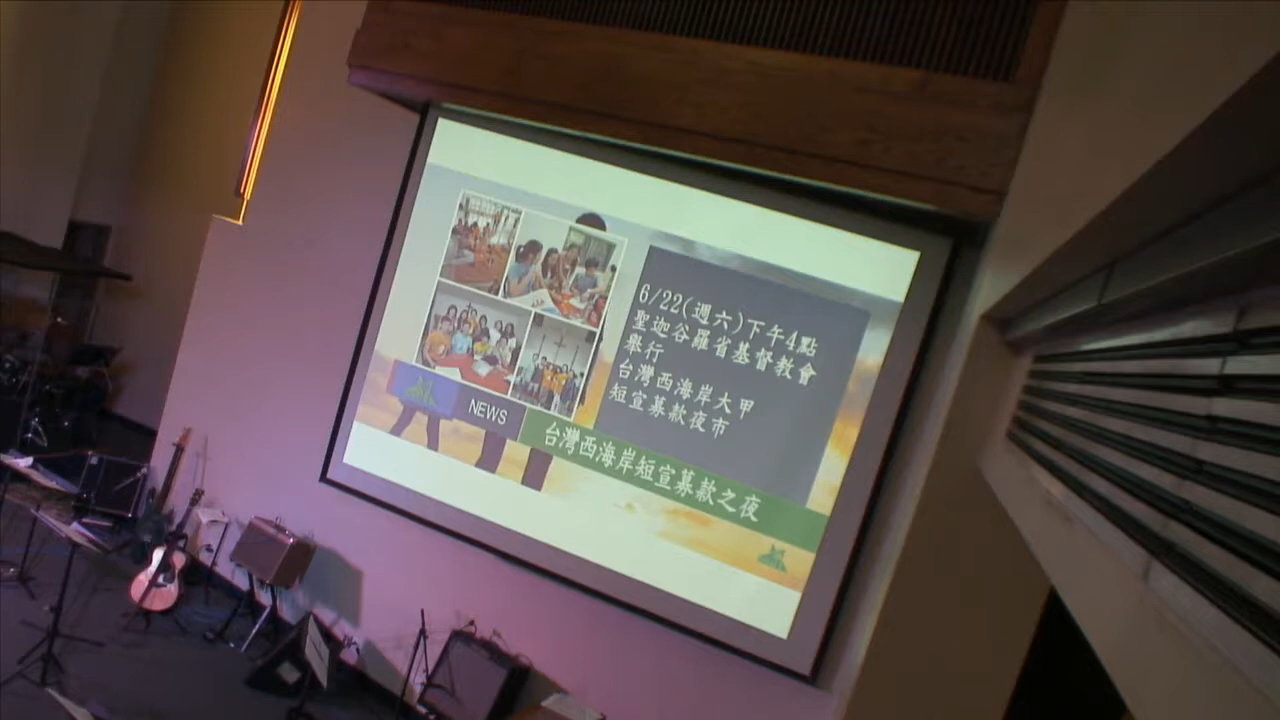 6/22(週六)下午4點
聖迦谷羅省基督教會
舉行
台灣西海岸大甲
短宣募款夜市
NEWS
台灣西海岸短宣募款之夜